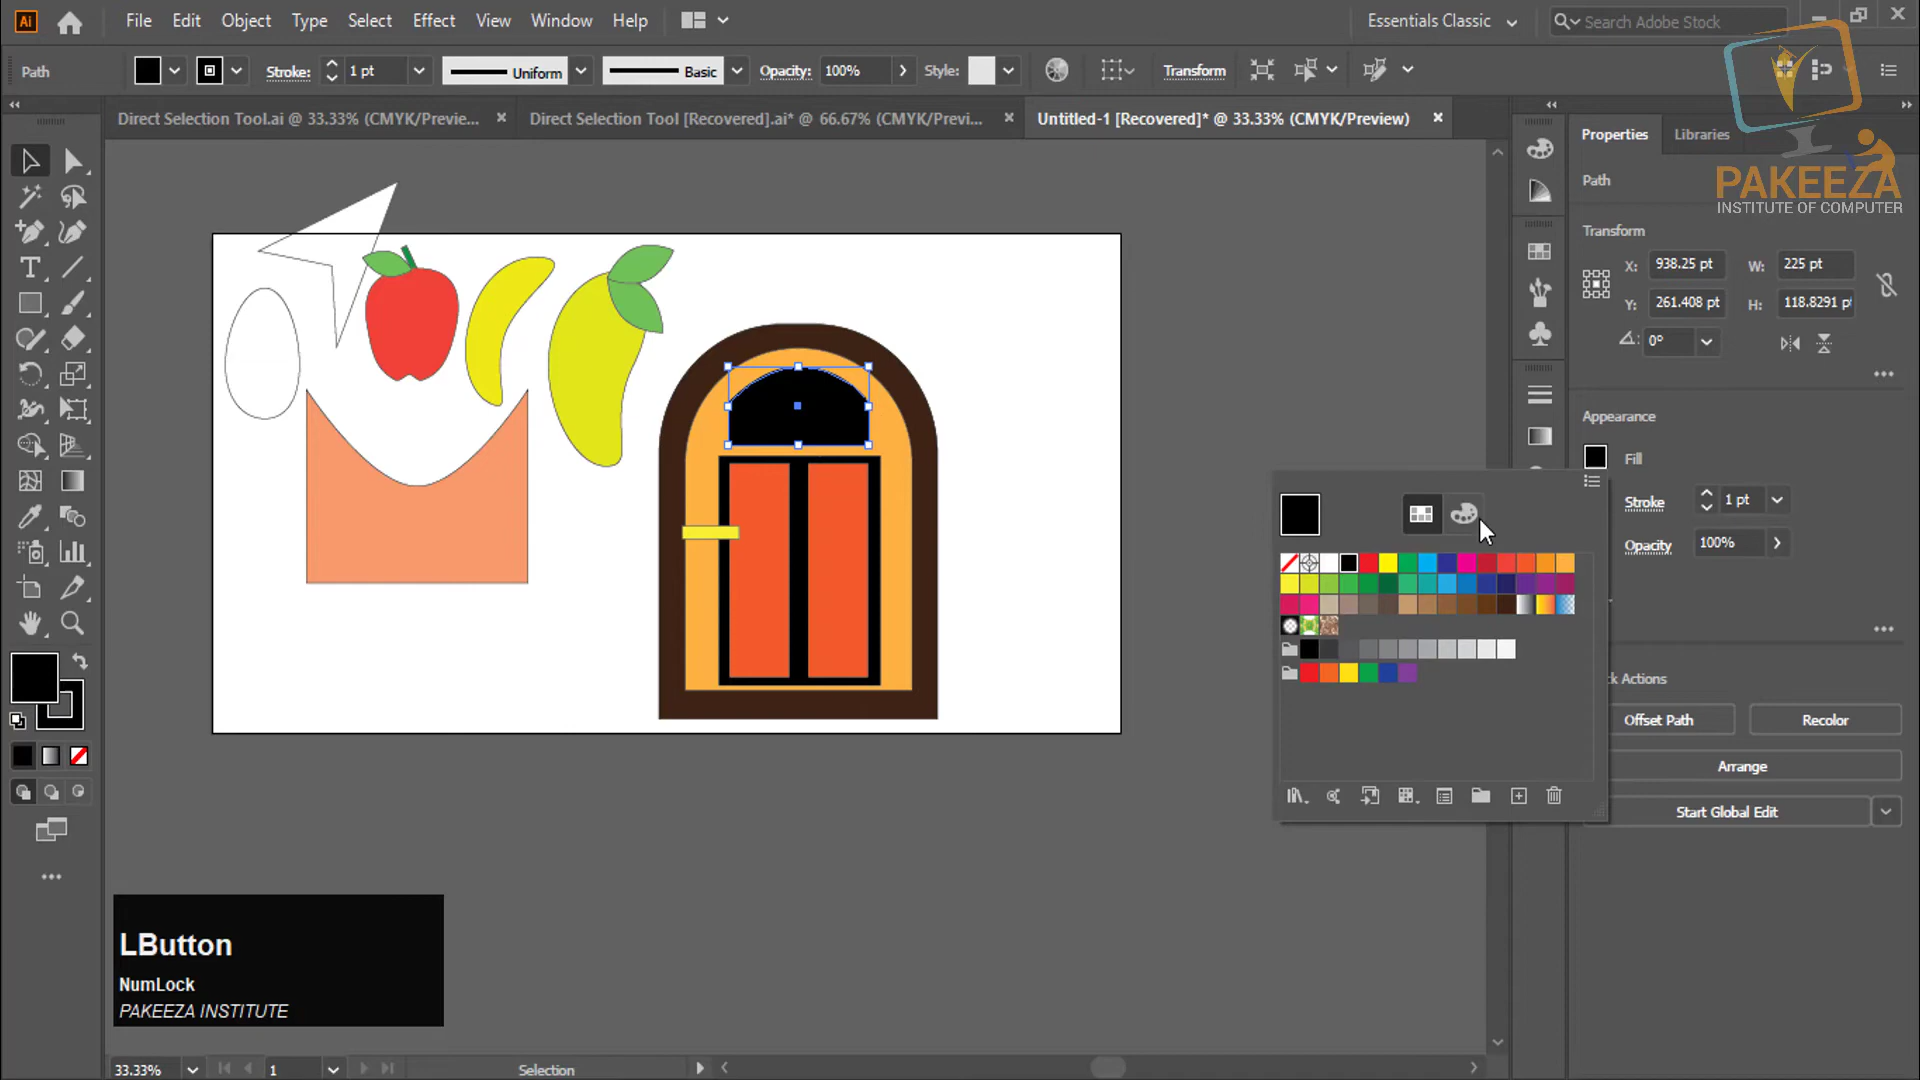 Ai File Edit Object Type Select Effect View Window Help Essentials Classic Search Adobe Stock
Path Stroke: 1 pt Uniform Basic Opacity: 100% Style: Transform
Direct Selection Tool.ai @ 33.33% (CMYK/Previe... Direct Selection Tool [Recovered].ai* @ 66.67% (CMYK/Previ... Untitled-1 [Recovered]* @ 33.33% (CMYK/Preview)
Properties Libraries
PAKEEZA
INSTITUTE OF COMPUTER
Path
Transform
X: 938.25 pt W: 225 pt
Y: 261.408 pt H: 118.8291 pt
0°
Appearance
Fill
Stroke 1 pt
Opacity 100%
k Actions
Offset Path Recolor
Arrange
Start Global Edit
LButton
NumLock
PAKEEZA INSTITUTE
33.33% 1 Selection